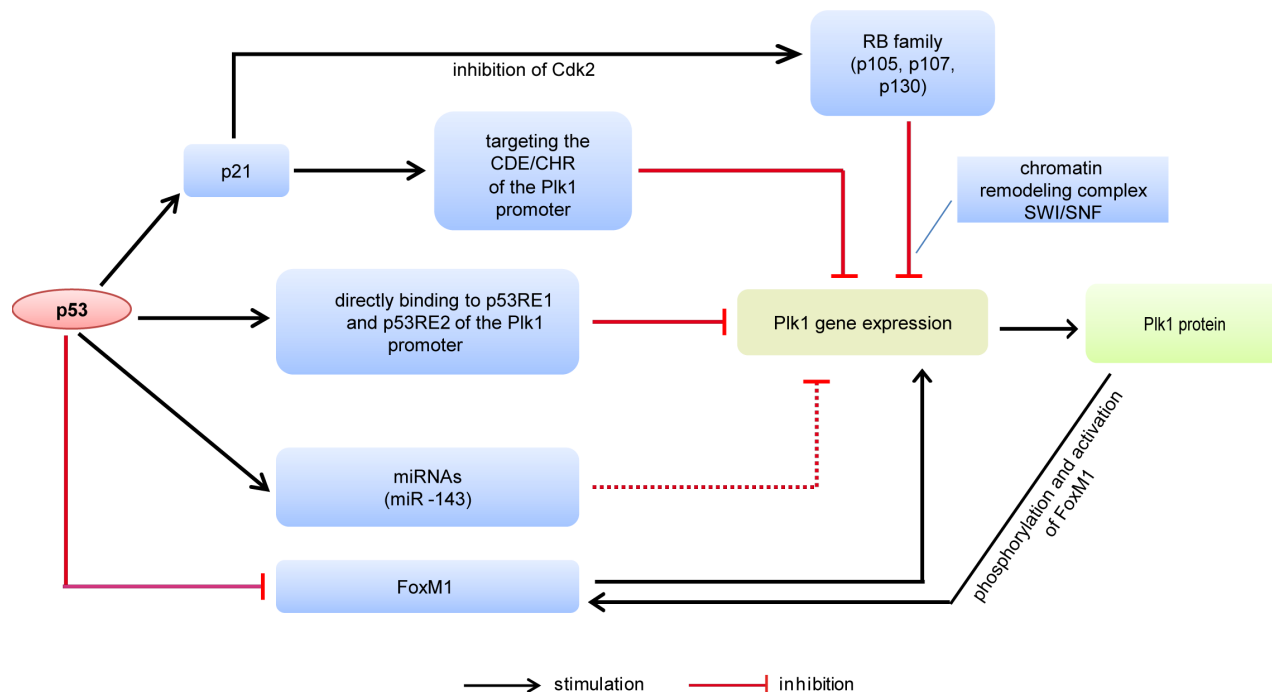 RB family
(p105, p107,
p130)
inhibition of Cdk2
targeting the
CDE/CHR
of the Plk1
promoter
p21
chromatin
remodeling complex
SWI/SNF
p53
directly binding to p53RE1
and p53RE2 of the Plk1
promoter
Plk1 gene expression
Plk1 protein
miRNAs
(miR -143)
phosphorylation and activation
of FoxM1
FoxM1
stimulation
inhibition